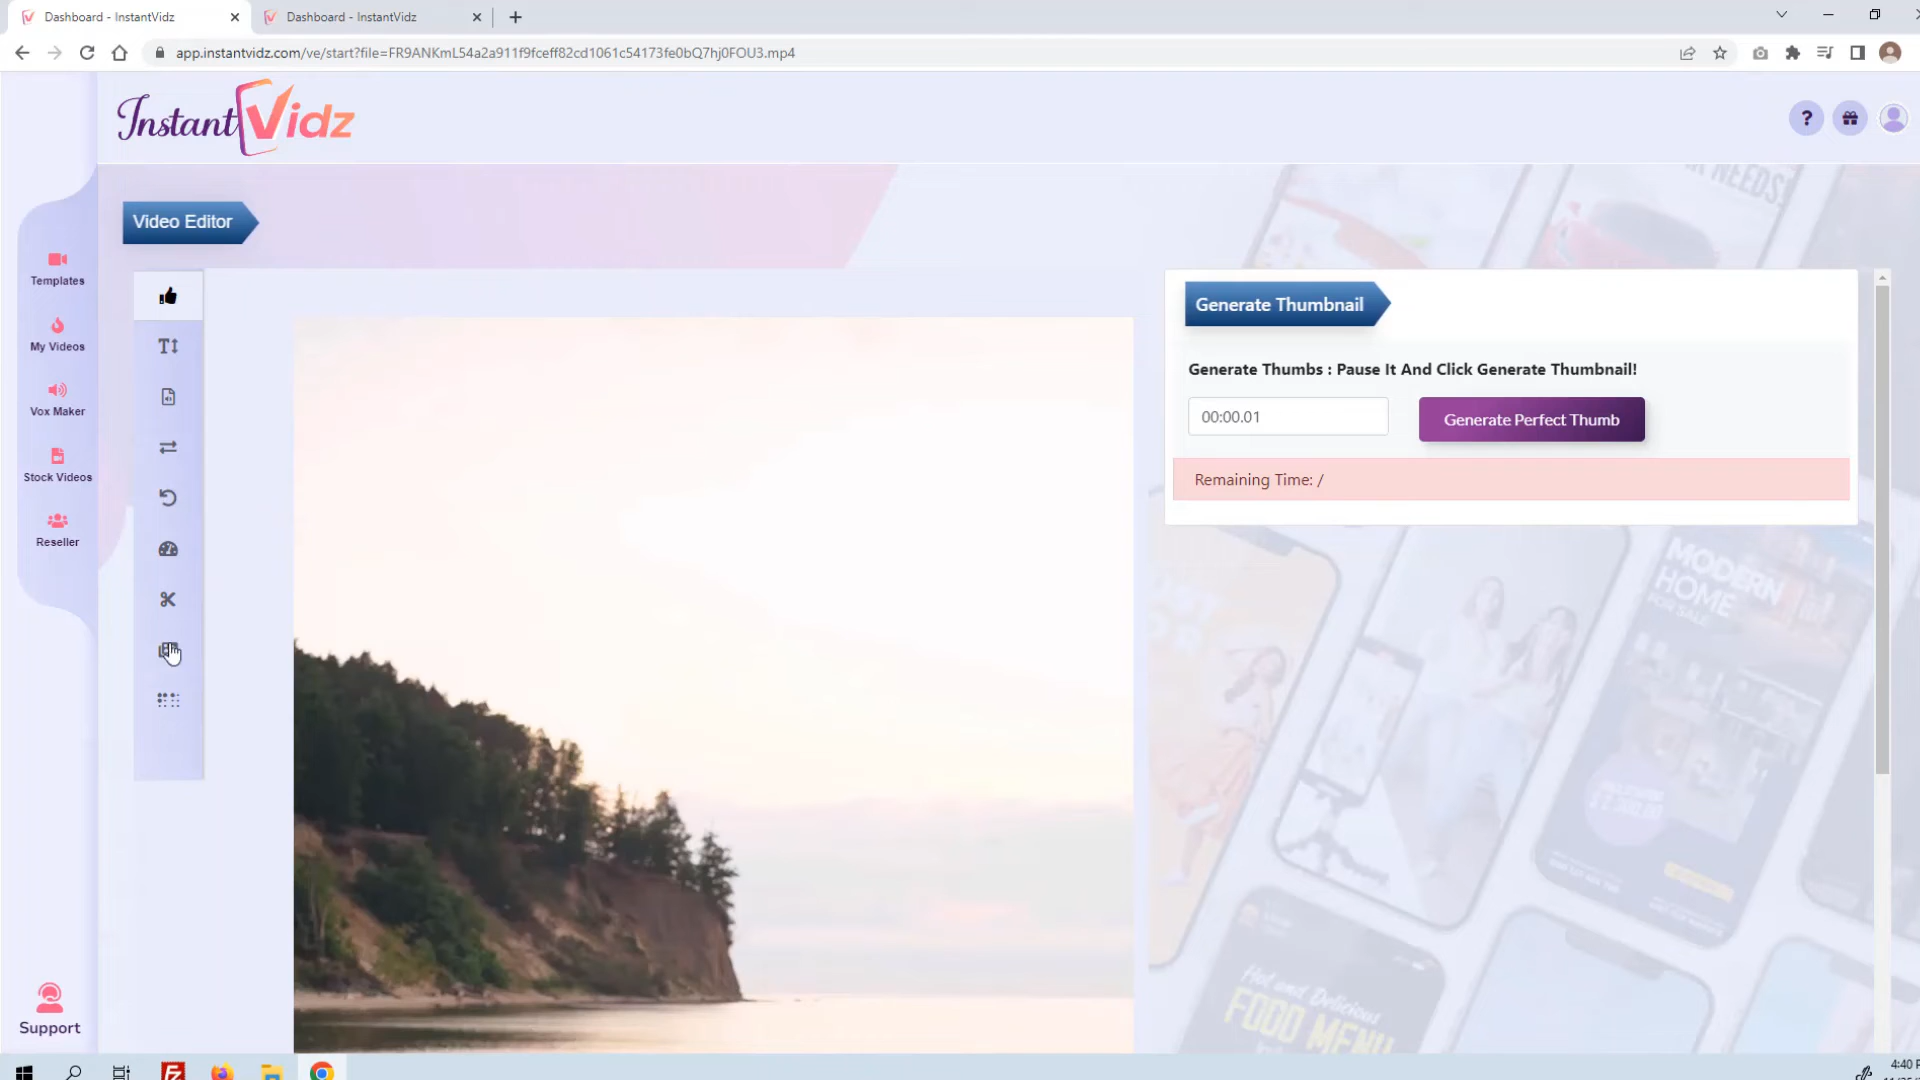 Dashboard - InstantVidz
Dashboard - InstantVidz
app.instantvidz.com/ve/start?file=FR9ANKmL54a2a911f9fceff82cd1061c54173fe0bQ7hj0FOU3.mp4
InstantVidz
?
Video Editor
Templates
My Videos
Vox Maker
Stock Videos
Reseller
Support
Generate Thumbnail
Generate Thumbs : Pause It And Click Generate Thumbnail!
00:00.01
Generate Perfect Thumb
Remaining Time: /
NEEDS!
MODERN
HOME
FOR SALE
Hot and Delicious
FOOD MENU
4:40 P